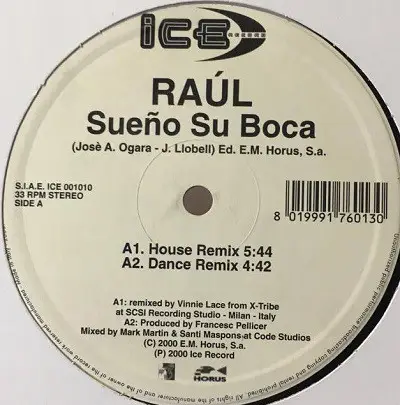 iCE RECORDS
RAÚL
Sueño Su Boca
(Josè A. Ogara - J. Llobell) Ed. E.M. Horus, S.a.
S.I.A.E. ICE 001010
33 RPM STEREO
SIDE A
8 019991 760130
A1. House Remix 5:44
A2. Dance Remix 4:42
A1: remixed by Vinnie Lace from X-Tribe
at SCSI Recording Studio - Milan - Italy
A2: Produced by Francesc Pellicer
Mixed by Mark Martin & Santi Maspons at Code Studios
(C) 2000 E.M. Horus, S.a.
(P) 2000 Ice Record
HORUS